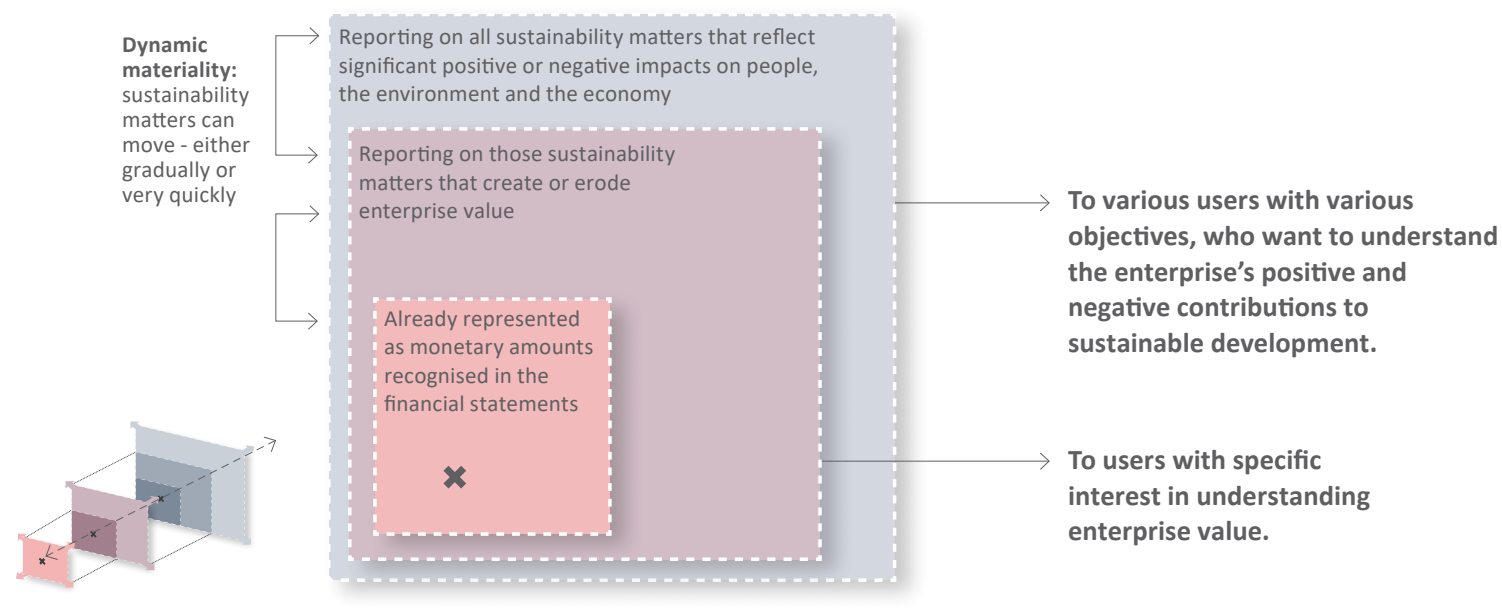 Dynamic
materiality:
sustainability
matters can
move - either
gradually or
very quickly
Reporting on all sustainability matters that reflect
significant positive or negative impacts on people,
the environment and the economy
Reporting on those sustainability
matters that create or erode
enterprise value
Already represented
as monetary amounts
recognised in the
financial statements
To various users with various
objectives, who want to understand
the enterprise’s positive and
negative contributions to
sustainable development.
To users with specific
interest in understanding
enterprise value.